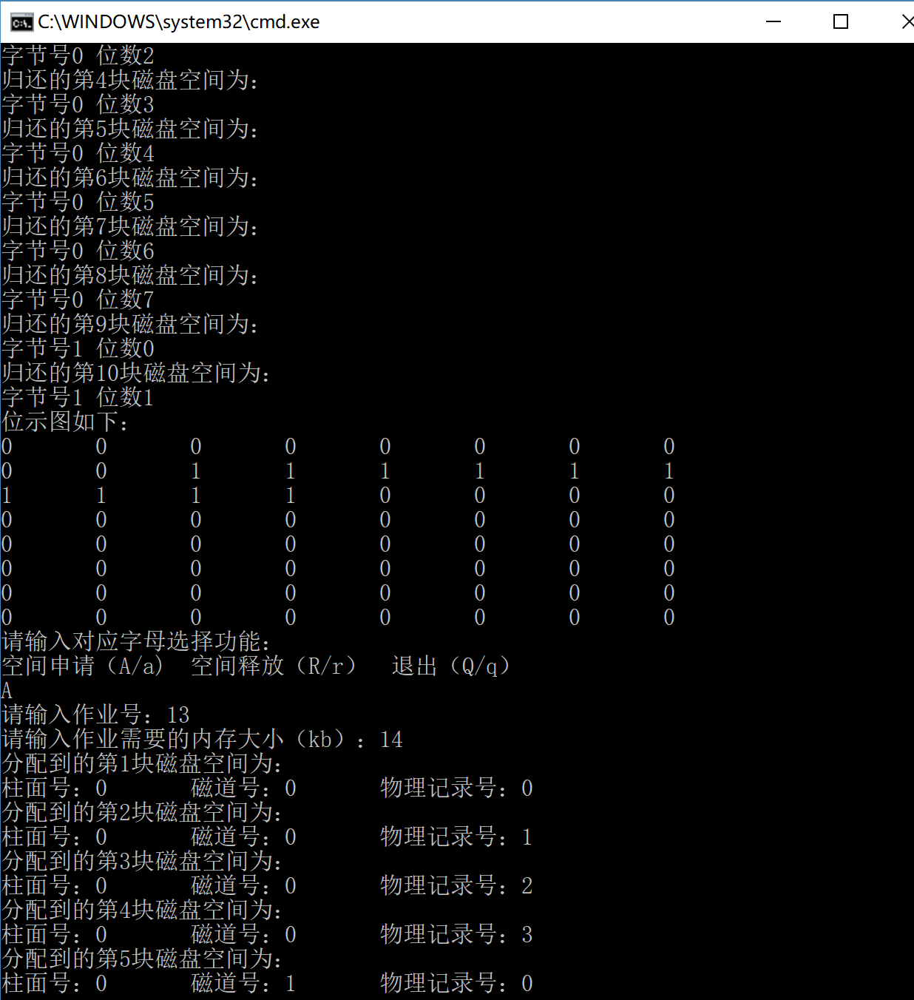 C:\WINDOWS\system32\cmd.exe
字节号0 位数2
归还的第4块磁盘空间为：
字节号0 位数3
归还的第5块磁盘空间为：
字节号0 位数4
归还的第6块磁盘空间为：
字节号0 位数5
归还的第7块磁盘空间为：
字节号0 位数6
归还的第8块磁盘空间为：
字节号0 位数7
归还的第9块磁盘空间为：
字节号1 位数0
归还的第10块磁盘空间为：
字节号1 位数1
位示图如下：
0 0 0 0 0 0 0 0
0 0 1 1 1 1 1 1
1 1 1 1 0 0 0 0
0 0 0 0 0 0 0 0
0 0 0 0 0 0 0 0
0 0 0 0 0 0 0 0
0 0 0 0 0 0 0 0
0 0 0 0 0 0 0 0
请输入对应字母选择功能：
空间申请（A/a) 空间释放（R/r） 退出（Q/q）
A
请输入作业号：13
请输入作业需要的内存大小（kb）：14
分配到的第1块磁盘空间为：
柱面号：0 磁道号：0 物理记录号：0
分配到的第2块磁盘空间为：
柱面号：0 磁道号：0 物理记录号：1
分配到的第3块磁盘空间为：
柱面号：0 磁道号：0 物理记录号：2
分配到的第4块磁盘空间为：
柱面号：0 磁道号：0 物理记录号：3
分配到的第5块磁盘空间为：
柱面号：0 磁道号：1 物理记录号：0